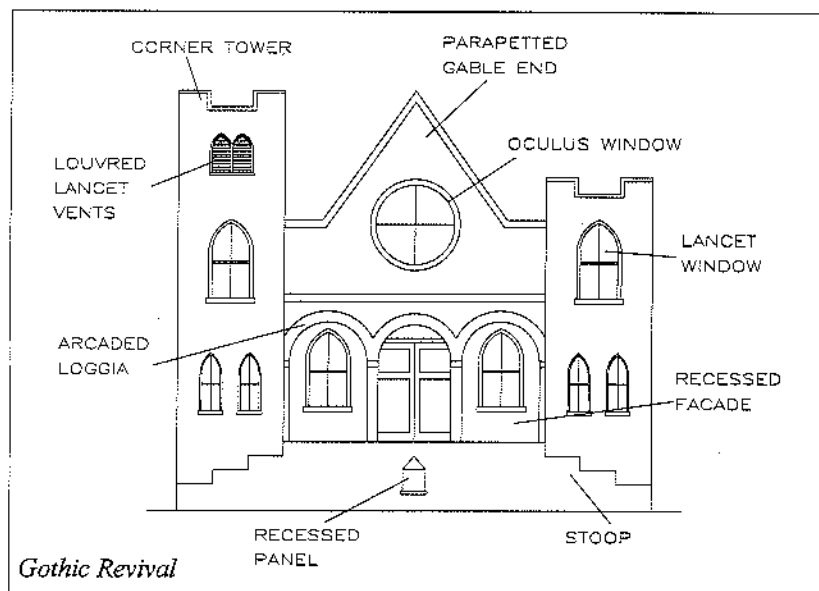 CORNER TOWER
PARAPETTED
GABLE END
OCULUS WINDOW
LOUVRED
LANCET
VENTS
LANCET
WINDOW
ARCADED
LOGGIA
RECESSED
FACADE
RECESSED
PANEL
STOOP
Gothic Revival